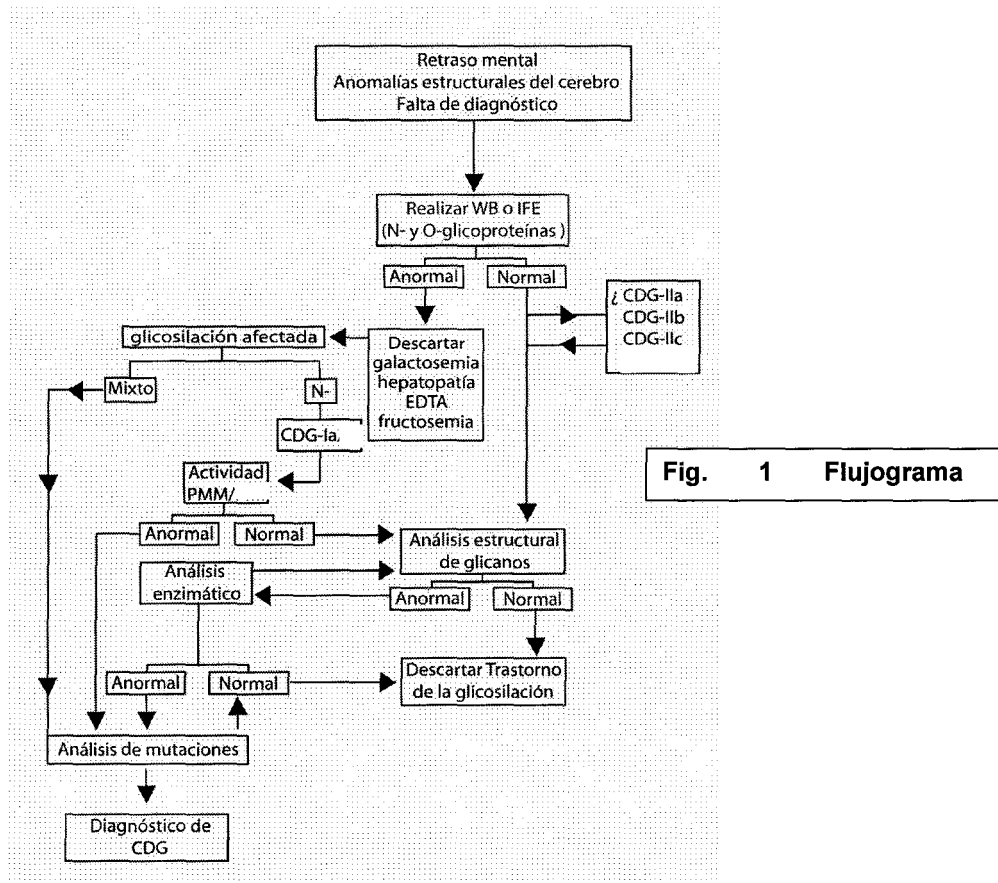 Retraso mental
Anomalías estructurales del cerebro
Falta de diagnóstico
Realizar WB o IFE
(N- y O-glicoproteínas )
Anormal
Normal
¿ CDG-IIa
CDG-IIb
CDG-IIc
glicosilación afectada
Descartar
galactosemia
hepatopatía
EDTA
fructosemia
Mixto
N-
CDG-Ia,
Fig. 1 Flujograma
Actividad
PMM/
Anormal
Normal
Análisis estructural
de glicanos
Análisis
enzimático
Anormal
Normal
Anormal
Normal
Descartar Trastorno
de la glicosilación
Análisis de mutaciones
Diagnóstico de
CDG